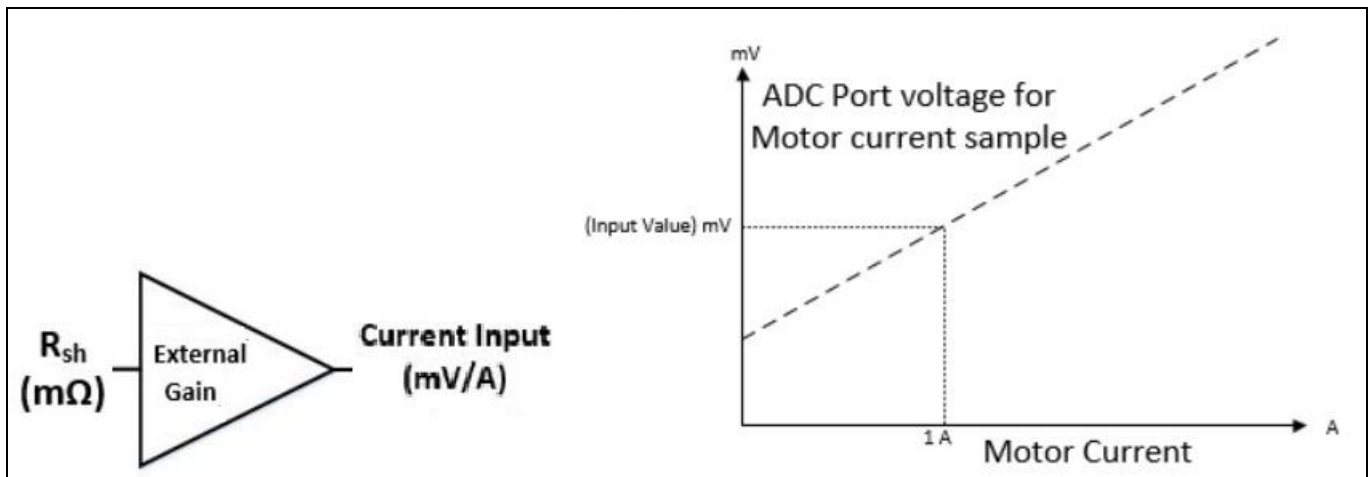 R_sh
(mΩ)
External
Gain
Current Input
(mV/A)
mV
ADC Port voltage for
Motor current sample
(Input Value) mV
1 A
A
Motor Current